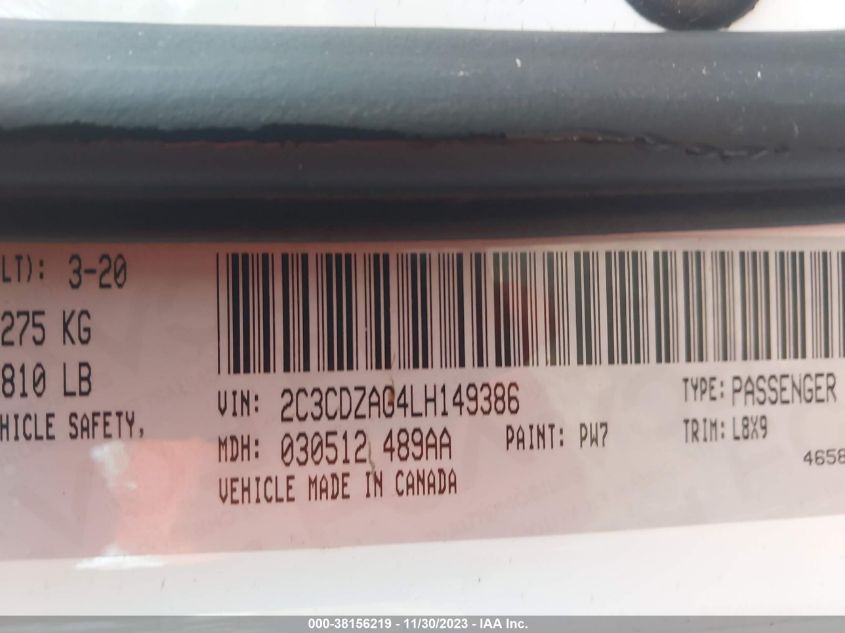 LT): 3-20
275 KG
810 LB
HICLE SAFETY,
VIN: 2C3CDZAG4LH149386 TYPE: PASSENGER
MDH: 030512 489AA PAINT: PW7 TRIM: L8X9
4658
VEHICLE MADE IN CANADA
000-38156219 - 11/30/2023 - IAA Inc.